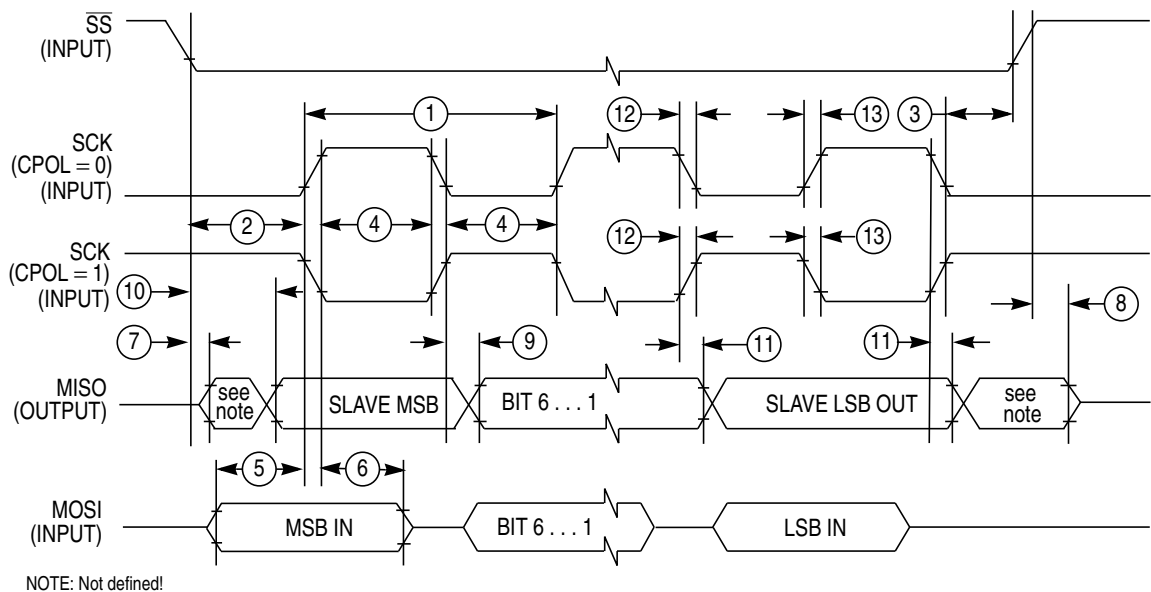 SS
(INPUT)
1
12
13
3
SCK
(CPOL = 0)
(INPUT)
2
4
4
12
13
SCK
(CPOL = 1)
(INPUT)
10
8
7
9
11
11
MISO
(OUTPUT)
see
note
SLAVE MSB
BIT 6 . . . 1
SLAVE LSB OUT
see
note
5
6
MOSI
(INPUT)
MSB IN
BIT 6 . . . 1
LSB IN
NOTE: Not defined!